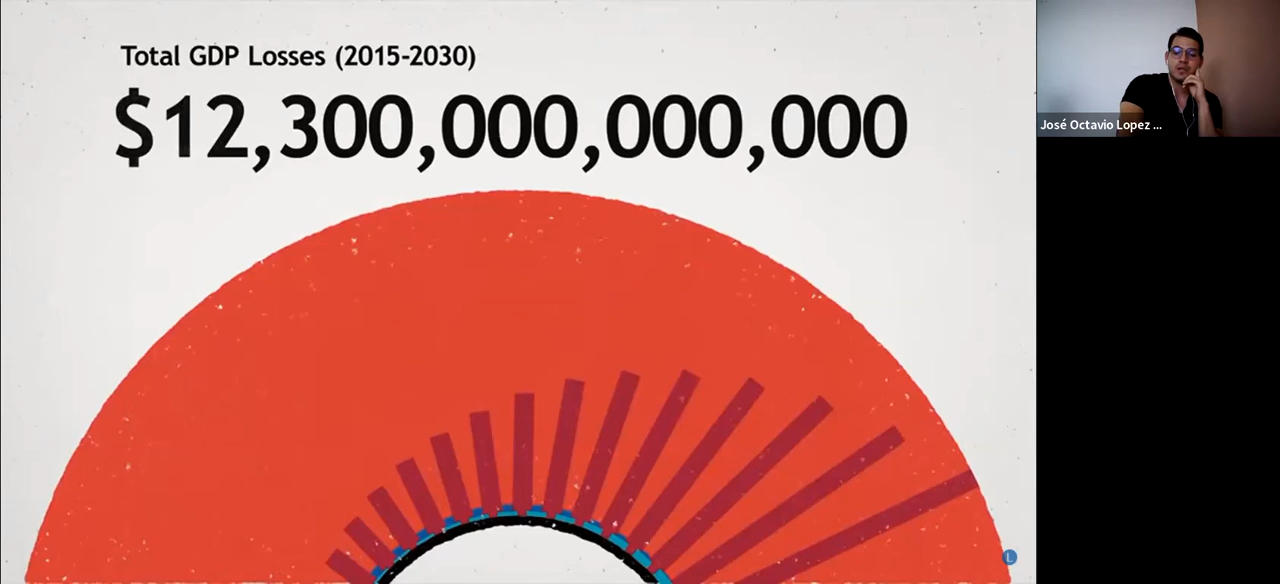 Total GDP Losses (2015-2030)
$12,300,000,000,000
José Octavio Lopez ...
L